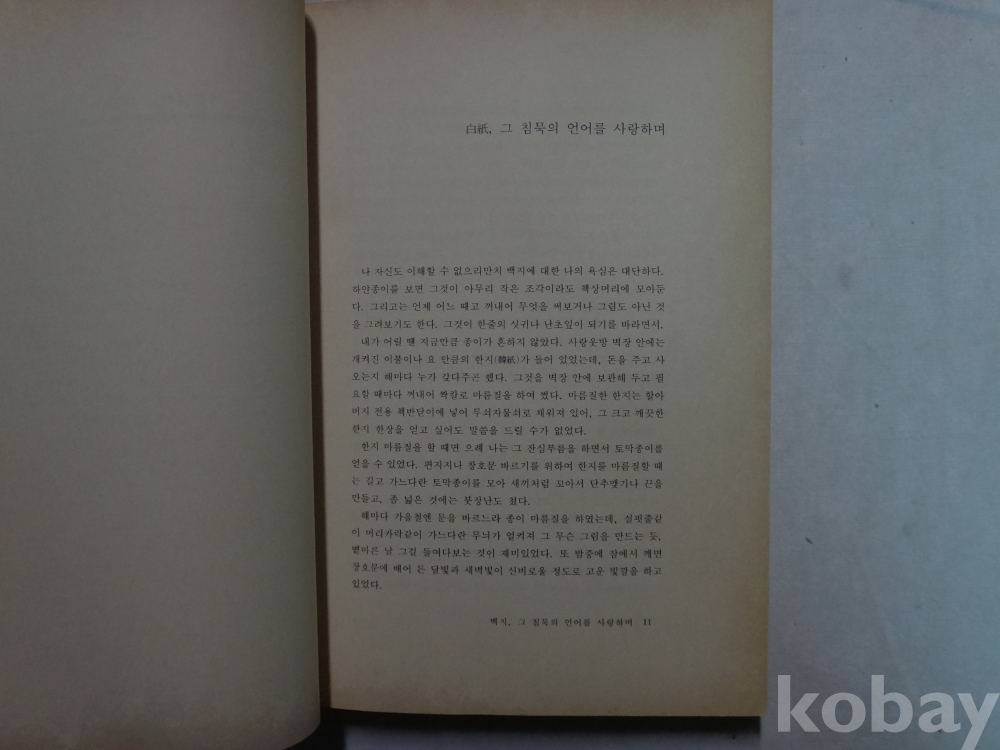 白紙, 그 침묵의 언어를 사랑하며
나 자신도 이해할 수 없으리만치 백지에 대한 나의 욕심은 대단하다.
하얀종이를 보면 그것이 아무리 작은 조각이라도 책상머리에 모아둔
다. 그리고는 언제 어느 때고 꺼내어 무엇을 써보거나 그림도 아닌 것
을 그려보기도 한다. 그것이 한줄의 싯귀나 난초잎이 되기를 바라면서.
내가 어릴 땐 지금만큼 종이가 흔하지 않았다. 사랑웃방 벽장 안에는
개켜진 이불이나 요 만큼의 한지(韓紙)가 들어 있었는데, 돈을 주고 사
오는지 해마다 누가 갖다주곤 했다. 그것을 벽장 안에 보관해 두고 필
요할 때마다 꺼내어 짝칼로 마름질을 하여 썼다. 마름질한 한지는 할아
버지 전용 책반닫이에 넣어 무쇠자물쇠로 채워져 있어, 그 크고 깨끗한
한지 한장을 얻고 싶어도 말씀을 드릴 수가 없었다.
한지 마름질을 할 때면 으레 나는 그 잔심부름을 하면서 토막종이를
얻을 수 있었다. 편지지나 창호문 바르기를 위하여 한지를 마름질할 때
는 길고 가느다란 토막종이를 모아 새끼처럼 꼬아서 단추맺기나 끈을
만들고, 좀 넓은 것에는 붓장난도 쳤다.
해마다 가을철엔 문을 바르느라 종이 마름질을 하였는데, 실핏줄같
이 머리카락같이 가느다란 무늬가 얽켜져 그 무슨 그림을 만드는 듯,
볕바른 날 그걸 들여다보는 것이 재미있었다. 또 밤중에 잠에서 깨면
창호문에 배어 든 달빛과 새벽빛이 신비로울 정도로 고운 빛깔을 하고
있었다.
백지, 그 침묵의 언어를 사랑하며 11
kobay